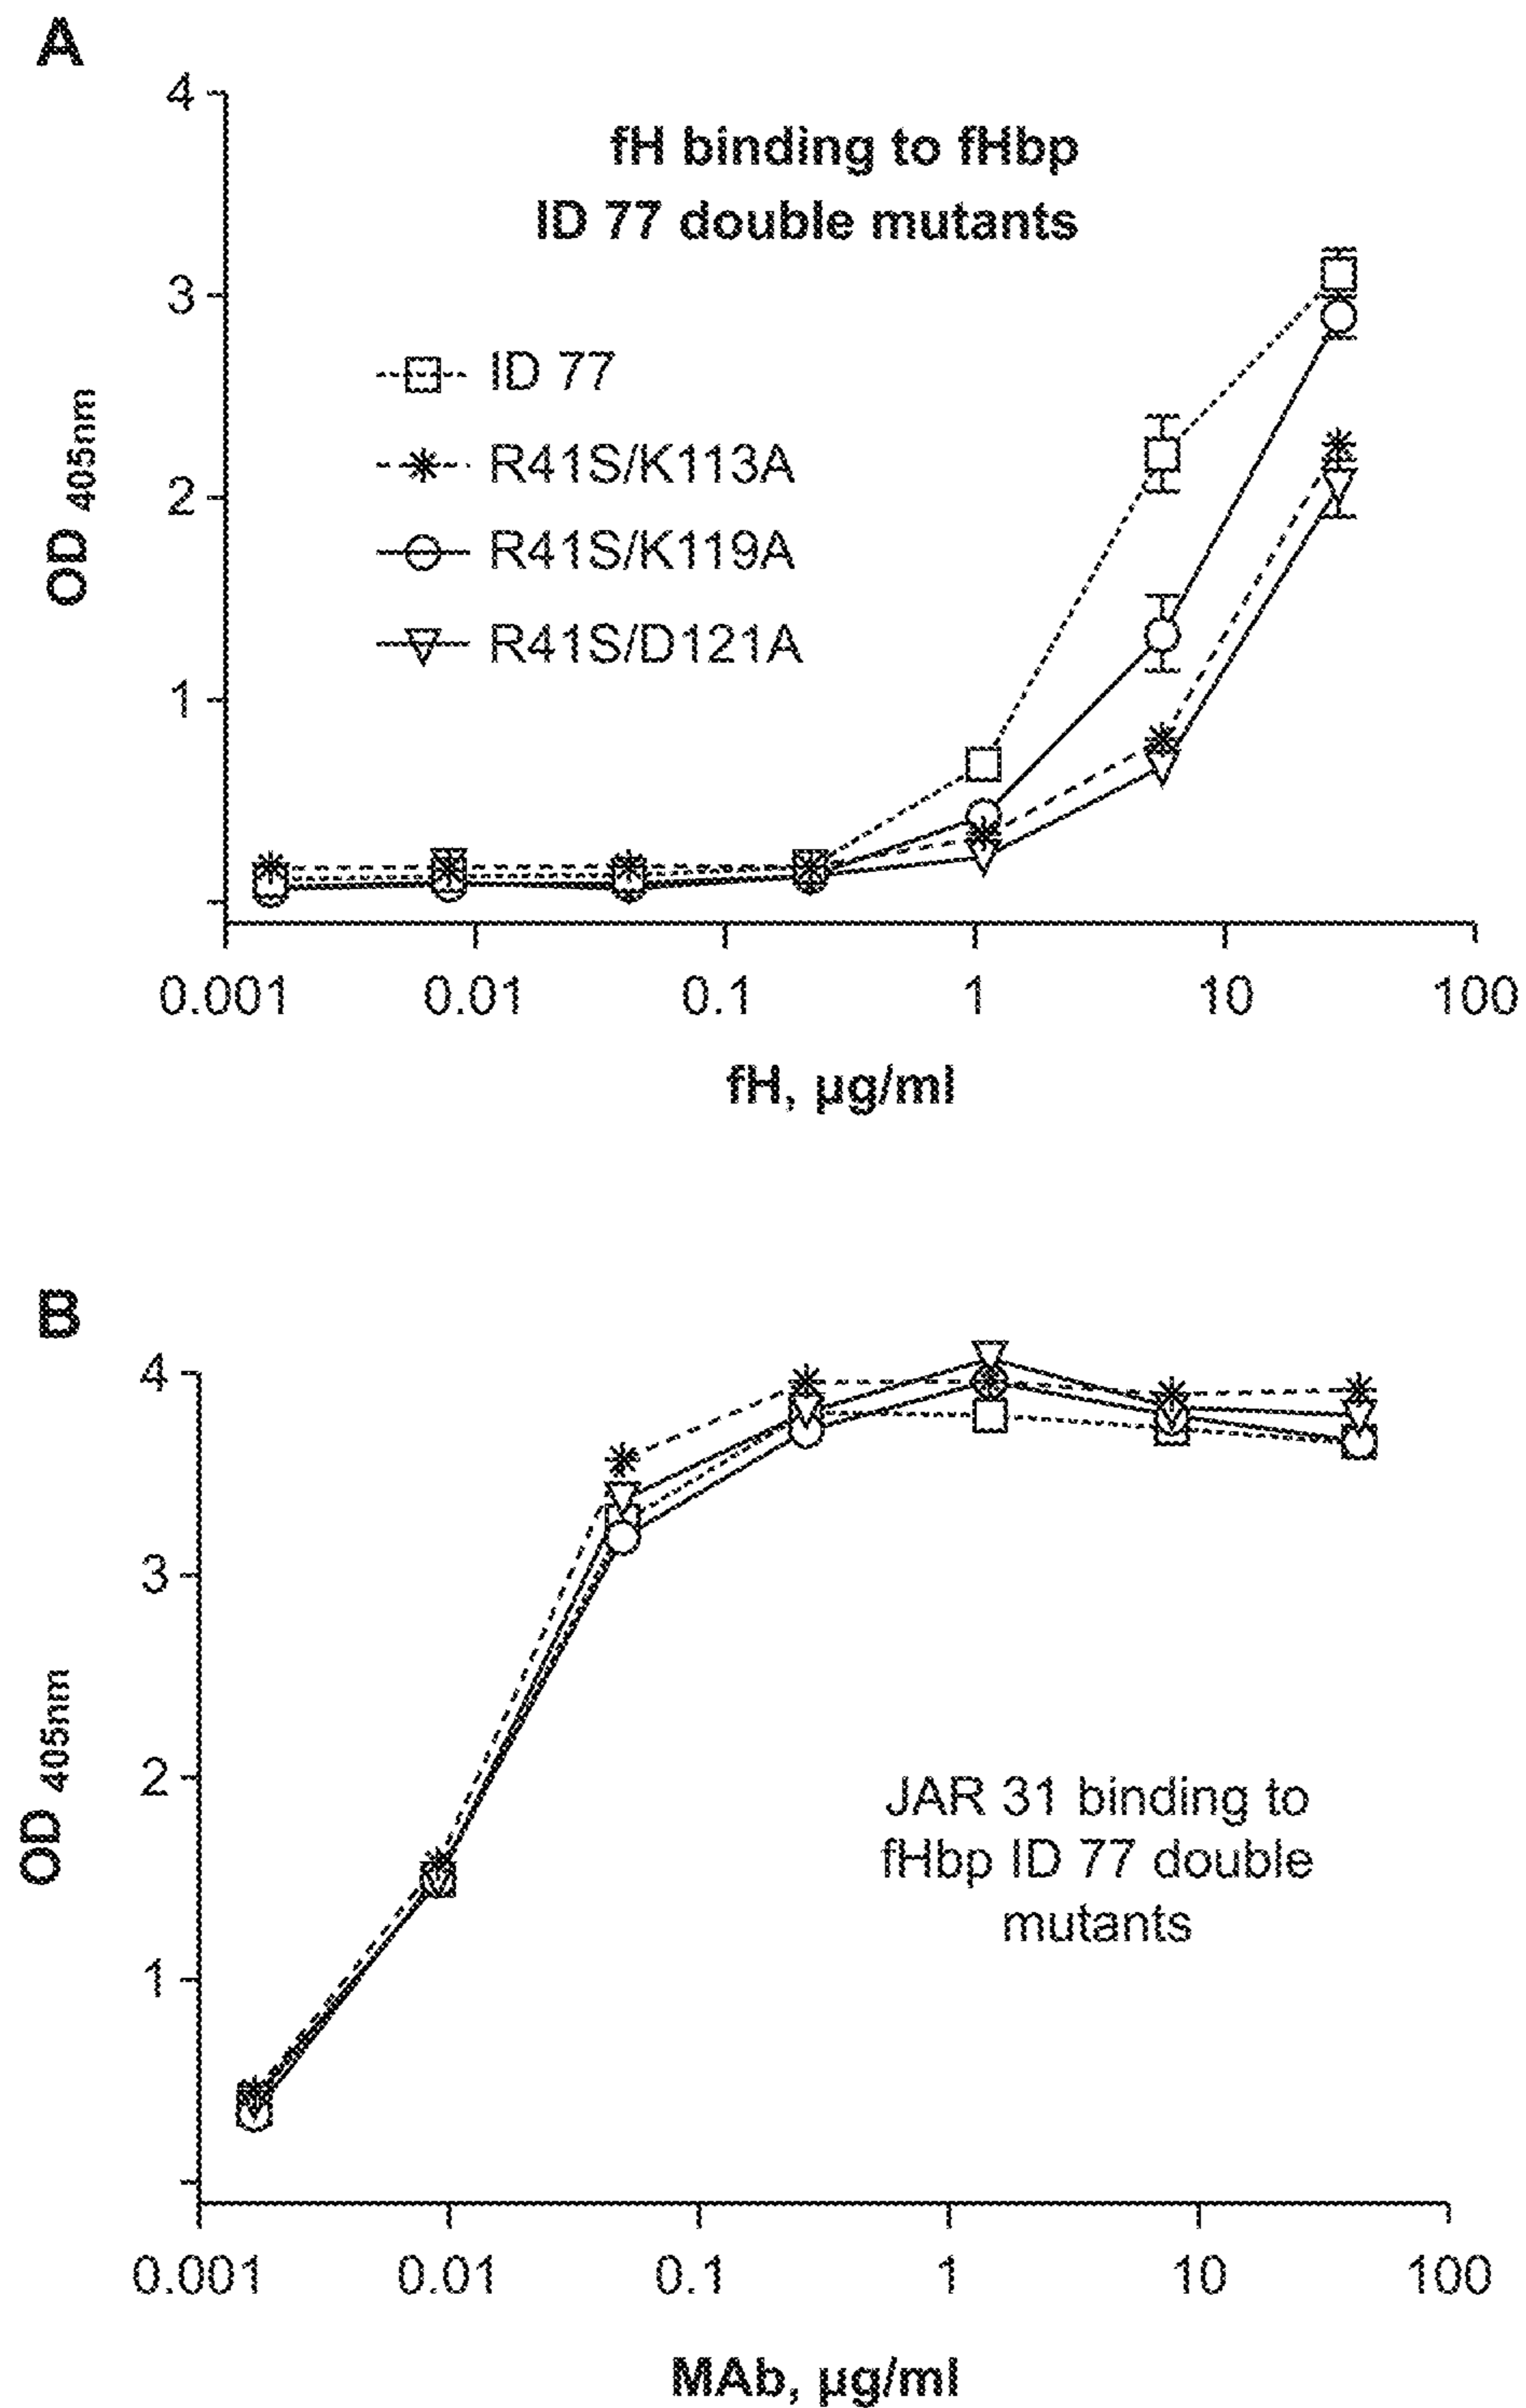 A
4
fH binding to fHbp
ID 77 double mutants
3
ID 77
R41S/K113A
2
R41S/K119A
R41S/D121A
1
OD 405nm
0.001 0.01 0.1 1 10 100
fH, µg/ml
B
4
3
2
JAR 31 binding to
fHbp ID 77 double
mutants
1
OD 405nm
0.001 0.01 0.1 1 10 100
MAb, µg/ml